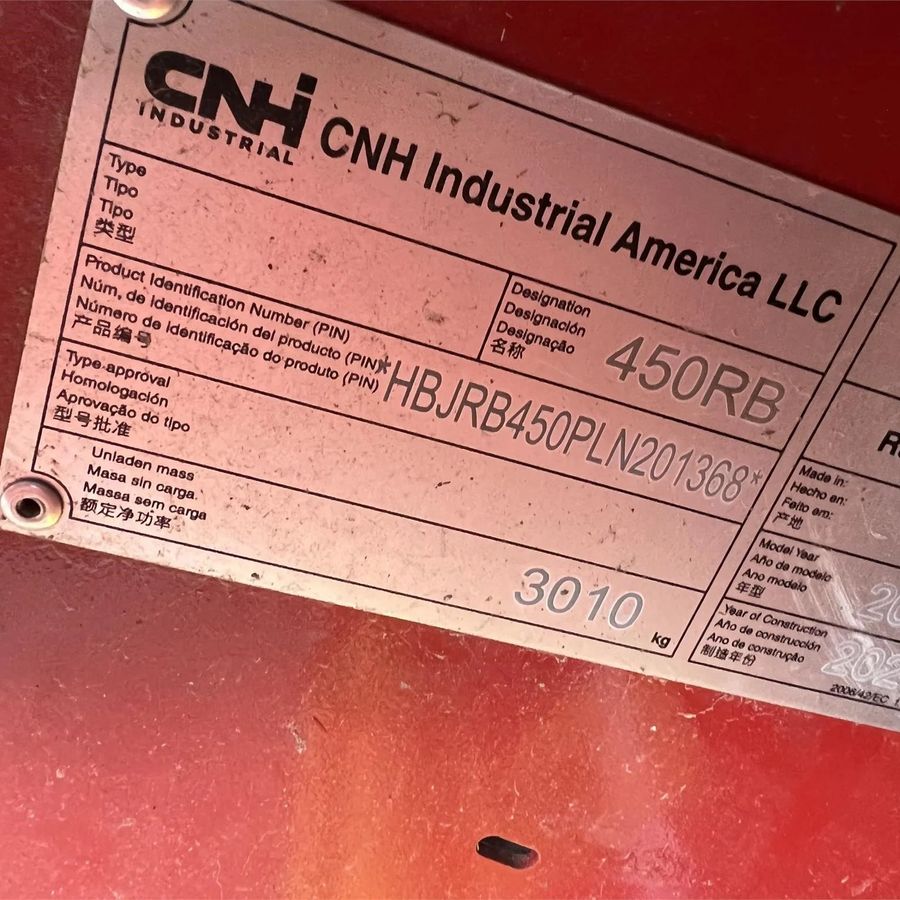 CNH
INDUSTRIAL
CNH Industrial America LLC
Type
Tipo
Tipo
类型
Designation
Designación
Designação
名称
450RB
Product Identification Number (PIN)
Núm. de identificación del producto (PIN)
Número de identificação do produto (PIN)
产品编号
*HBJRB450PLN201368*
Type approval
Homologación
Aprovação do tipo
型号批准
Unladen mass
Masa sin carga.
Massa sem carga
额定净功率
3010
kg
Made in:
Hecho en:
Feito em:
产地
Model Year
Año de modelo
Ano modelo
年型
20
Year of Construction
Año de construcción
Ano de construção
制造年份
202
2006/42/EC